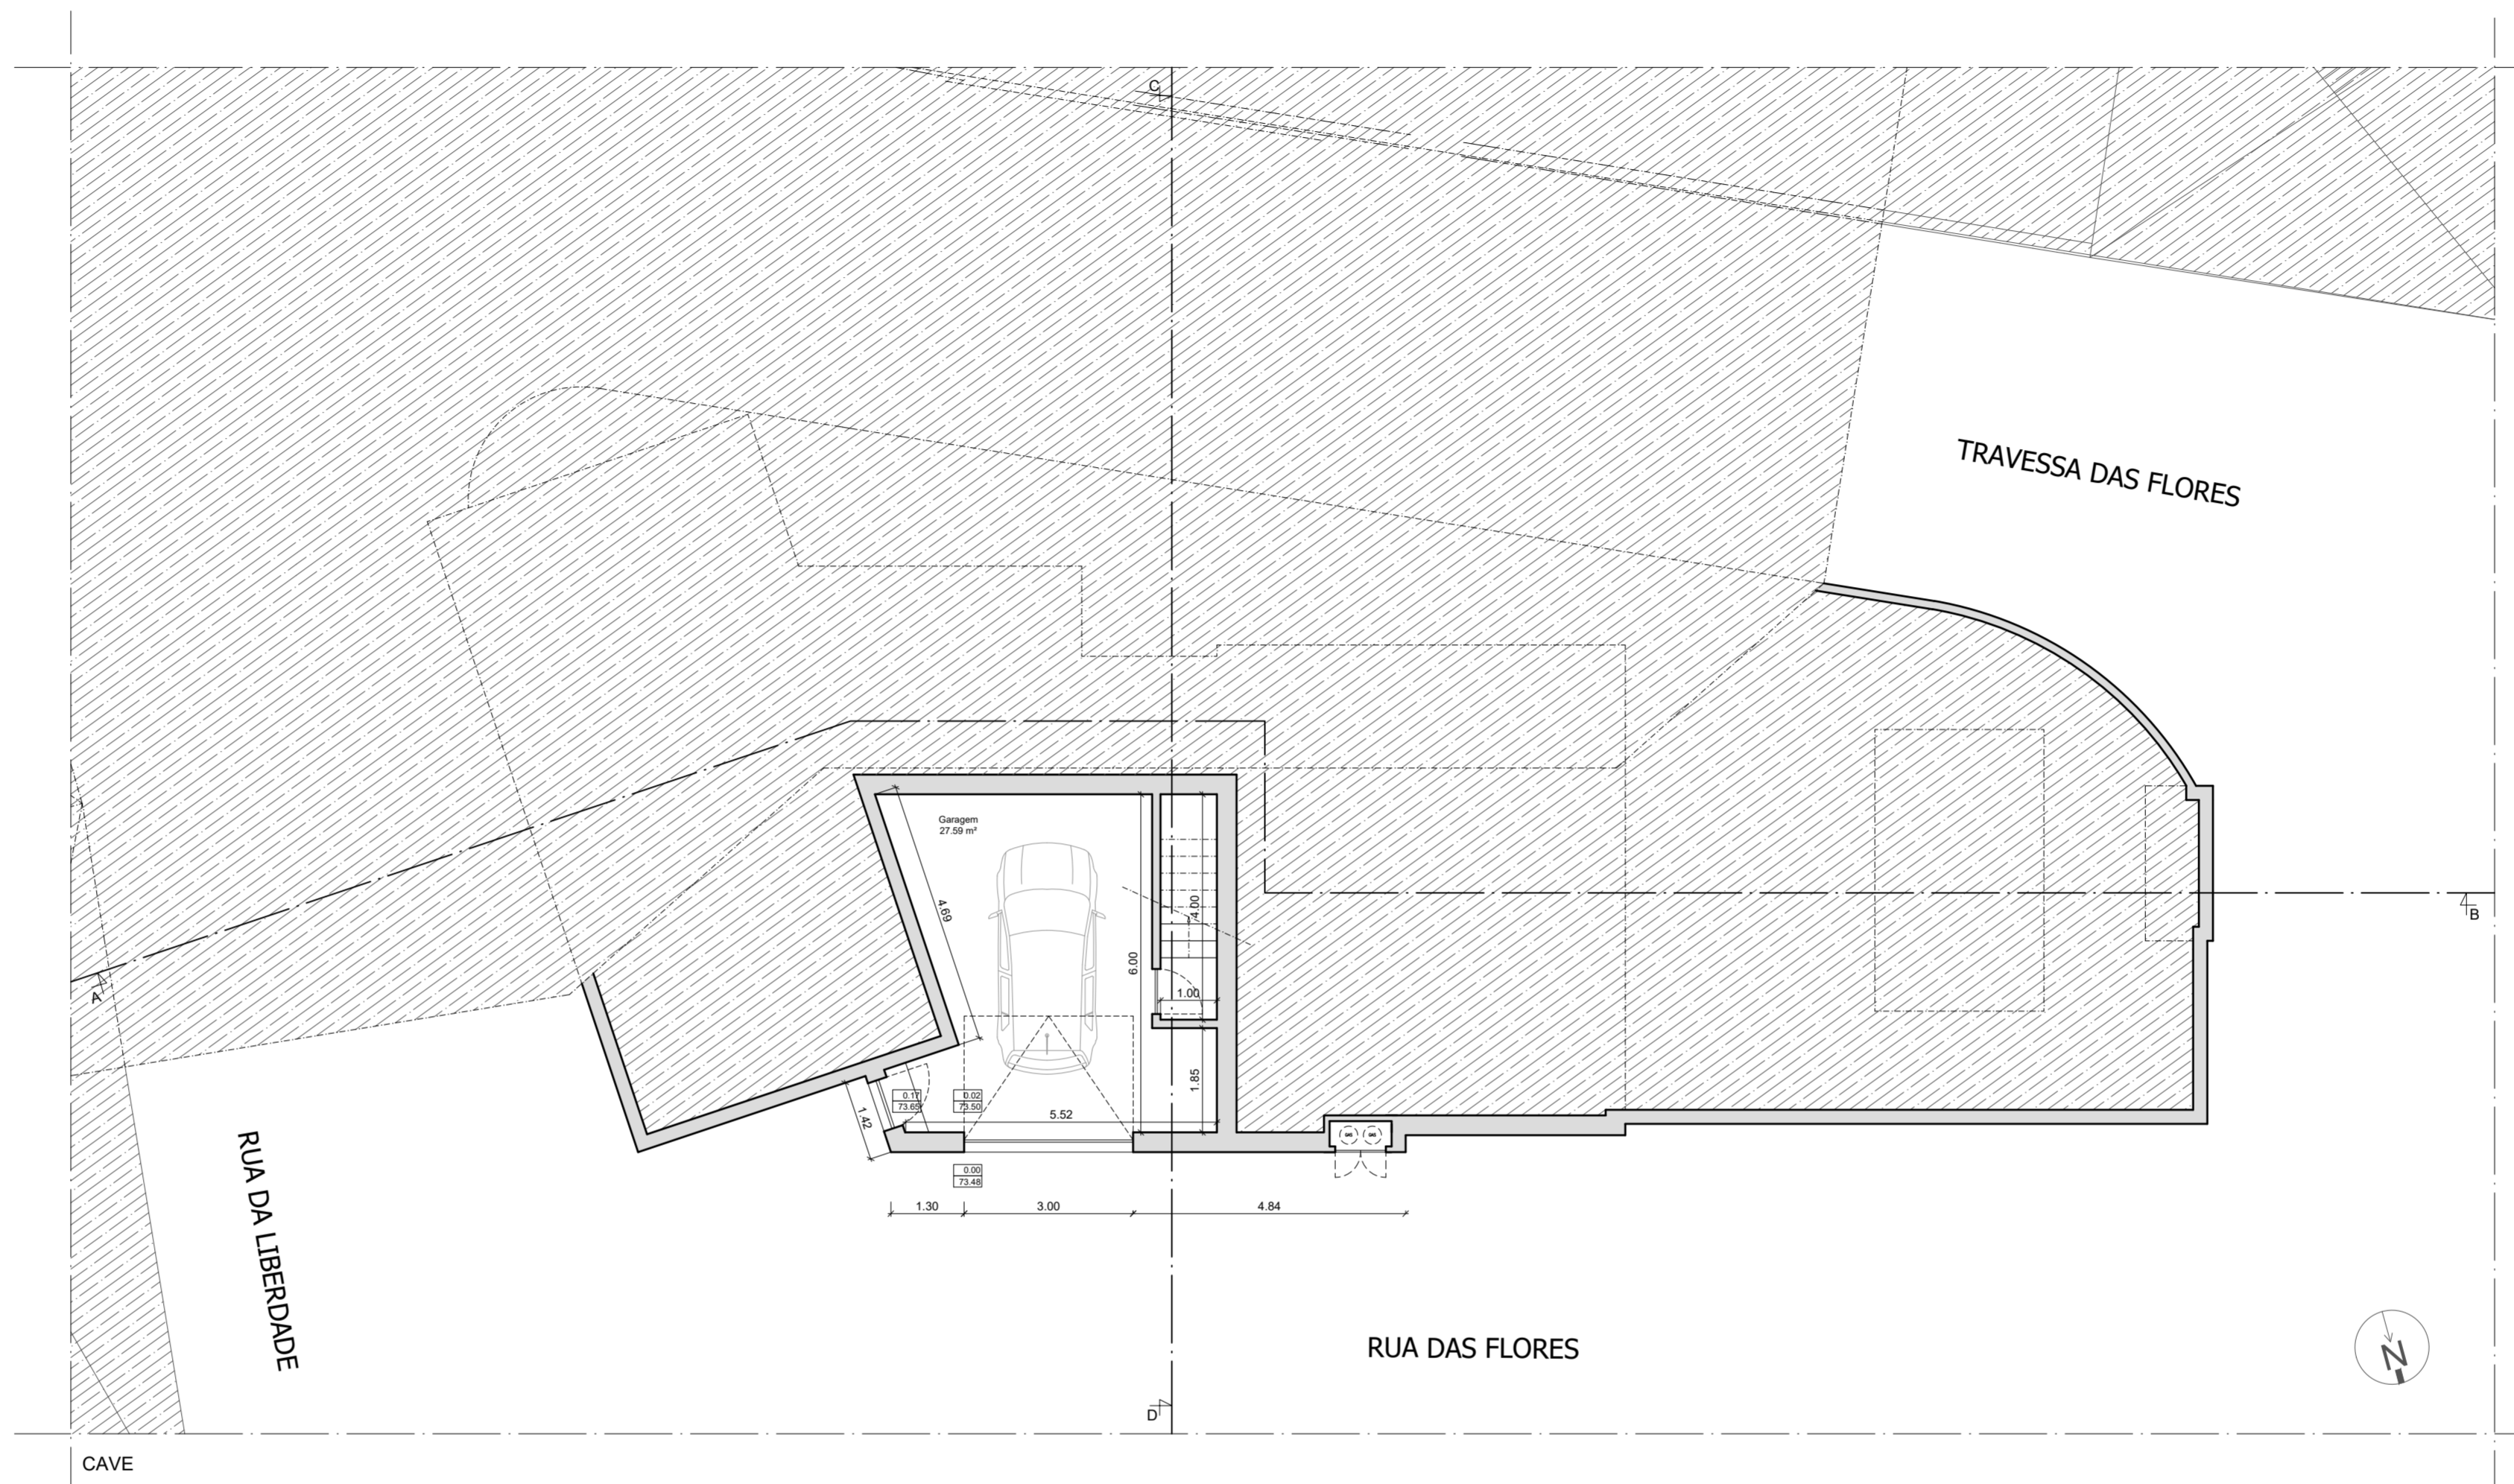 C
TRAVESSA DAS FLORES
Garagem
27.59 m²
4.69
4.00
6.00
1.00
B
A
0.17
73.65
0.02
73.50
1.85
1.42
5.52
GAS
GAS
0.00
73.48
1.30
3.00
4.84
RUA DA LIBERDADE
RUA DAS FLORES
N
D
CAVE